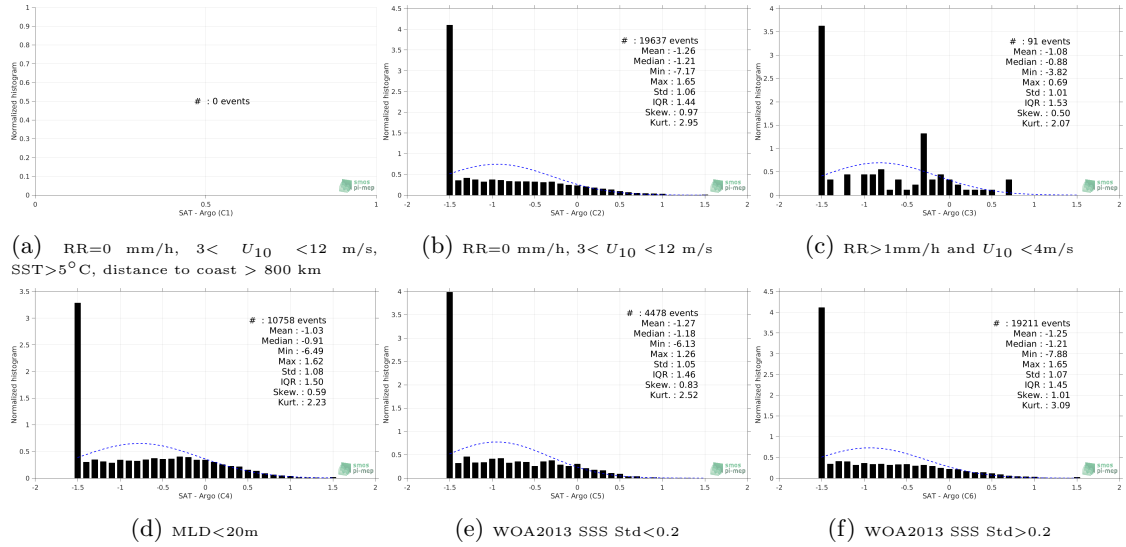 1
0.9
0.8
0.7
0.6
0.5
0.4
0.3
0.2
0.1
0
Normalized histogram
# : 0 events
smos
pi-mep
0 0.5 1
SAT - Argo (C1)
4.5
4
3.5
3
2.5
2
1.5
1
0.5
0
Normalized histogram
# : 19637 events
Mean : -1.26
Median : -1.21
Min : -7.17
Max : 1.65
Std : 1.06
IQR : 1.44
Skew. : 0.97
Kurt. : 2.95
smos
pi-mep
-2 -1.5 -1 -0.5 0 0.5 1 1.5 2
SAT - Argo (C2)
4
3.5
3
2.5
2
1.5
1
0.5
0
Normalized histogram
# : 91 events
Mean : -1.08
Median : -0.88
Min : -3.82
Max : 0.69
Std : 1.01
IQR : 1.53
Skew. : 0.50
Kurt. : 2.07
smos
pi-mep
-2 -1.5 -1 -0.5 0 0.5 1 1.5 2
SAT - Argo (C3)
(a) RR=0 mm/h, 3< U10 <12 m/s,
SST>5°C, distance to coast > 800 km
(b) RR=0 mm/h, 3< U10 <12 m/s
(c) RR>1mm/h and U10 <4m/s
3.5
3
2.5
2
1.5
1
0.5
0
Normalized histogram
# : 10758 events
Mean : -1.03
Median : -0.91
Min : -6.49
Max : 1.62
Std : 1.08
IQR : 1.50
Skew. : 0.59
Kurt. : 2.23
smos
pi-mep
-2 -1.5 -1 -0.5 0 0.5 1 1.5 2
SAT - Argo (C4)
4
3.5
3
2.5
2
1.5
1
0.5
0
Normalized histogram
# : 4478 events
Mean : -1.27
Median : -1.18
Min : -6.13
Max : 1.26
Std : 1.05
IQR : 1.46
Skew. : 0.83
Kurt. : 2.52
smos
pi-mep
-2 -1.5 -1 -0.5 0 0.5 1 1.5 2
SAT - Argo (C5)
4.5
4
3.5
3
2.5
2
1.5
1
0.5
0
Normalized histogram
# : 19211 events
Mean : -1.25
Median : -1.21
Min : -7.88
Max : 1.65
Std : 1.07
IQR : 1.45
Skew. : 1.01
Kurt. : 3.09
smos
pi-mep
-2 -1.5 -1 -0.5 0 0.5 1 1.5 2
SAT - Argo (C6)
(d) MLD<20m
(e) WOA2013 SSS Std<0.2
(f) WOA2013 SSS Std>0.2